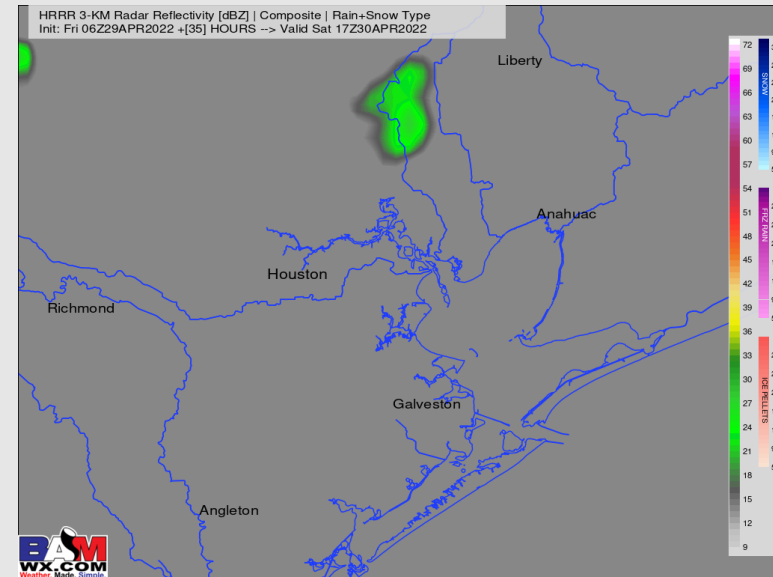 HRRR 3-KM Radar Reflectivity [dBZ] | Composite | Rain+Snow Type
Init: Fri 06Z29APR2022 +[35] HOURS --> Valid Sat 17Z30APR2022
Liberty
Anahuac
Houston
Richmond
Galveston
Angleton
72
69
66
63
60
57
54
51
48
45
42
39
36
33
30
27
24
21
18
15
12
9
SNOW
FRZ RAIN
ICE PELLETS
BAM
WX.COM
Weather. Made. Simple.